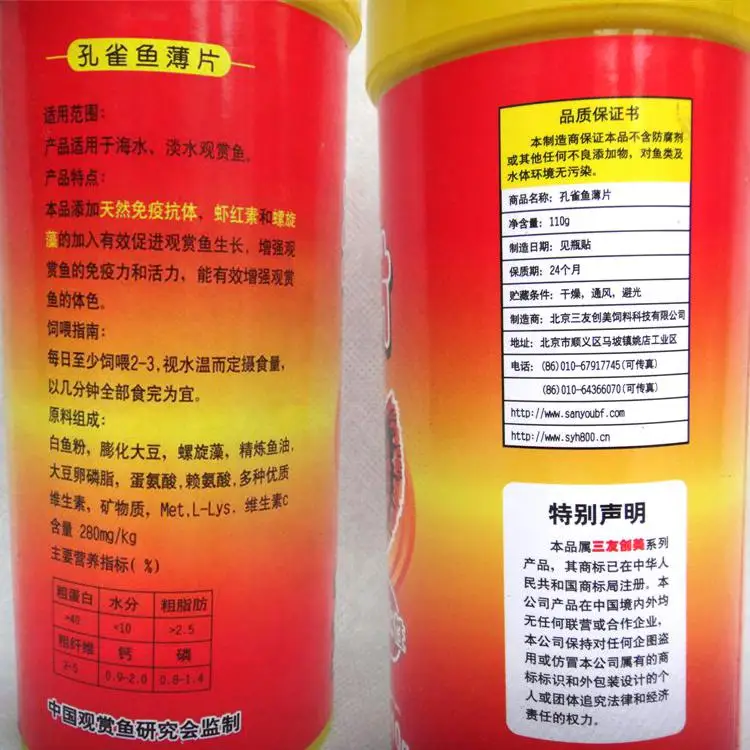 孔雀鱼薄片
适用范围:
产品适用于海水、淡水观赏鱼。
产品特点:
本品添加天然免疫抗体, 虾红素和螺旋
藻的加入有效促进观赏鱼生长, 增强观
赏鱼的免疫力和活力, 能有效增强观赏
鱼的体色。
饲喂指南:
每日至少饲喂2-3,视水温而定摄食量,
以几分钟全部食完为宜。
原料组成:
白鱼粉, 膨化大豆, 螺旋藻, 精炼鱼油,
大豆卵磷脂, 蛋氨酸, 赖氨酸, 多种优质
维生素, 矿物质, Met,L-Lys. 维生素c
含量 280mg/kg
主要营养指标(%)
粗蛋白 水分 粗脂肪
>40 <10 >2.5
粗纤维 钙 磷
2-5 0.9-2.0 0.8-1.4
中国观赏鱼研究会监制
品质保证书
本制造商保证本品不含防腐剂
或其他任何不良添加物, 对鱼类及
水体环境无污染。
商品名称: 孔雀鱼薄片
净含量: 110g
制造日期: 见瓶贴
保质期: 24个月
贮藏条件: 干燥, 通风, 避光
制造商: 北京三友创美饲料科技有限公司
地址: 北京市顺义区马坡镇姚店工业区
电话: (86)010-67917745(可传真)
(86)010-64366070(可传真)
http://www.sanyoubf.com
http://www.syh800.cn
特别声明
本品属三友创美系列
产品, 其商标已在中华人
民共和国商标局注册。本
公司产品在中国境内外均
无任何联营或合作企业,
本公司保持对任何企图盗
用或仿冒本公司属有的商
标标识和外包装设计的个
人或团体追究法律和经济
责任的权力。